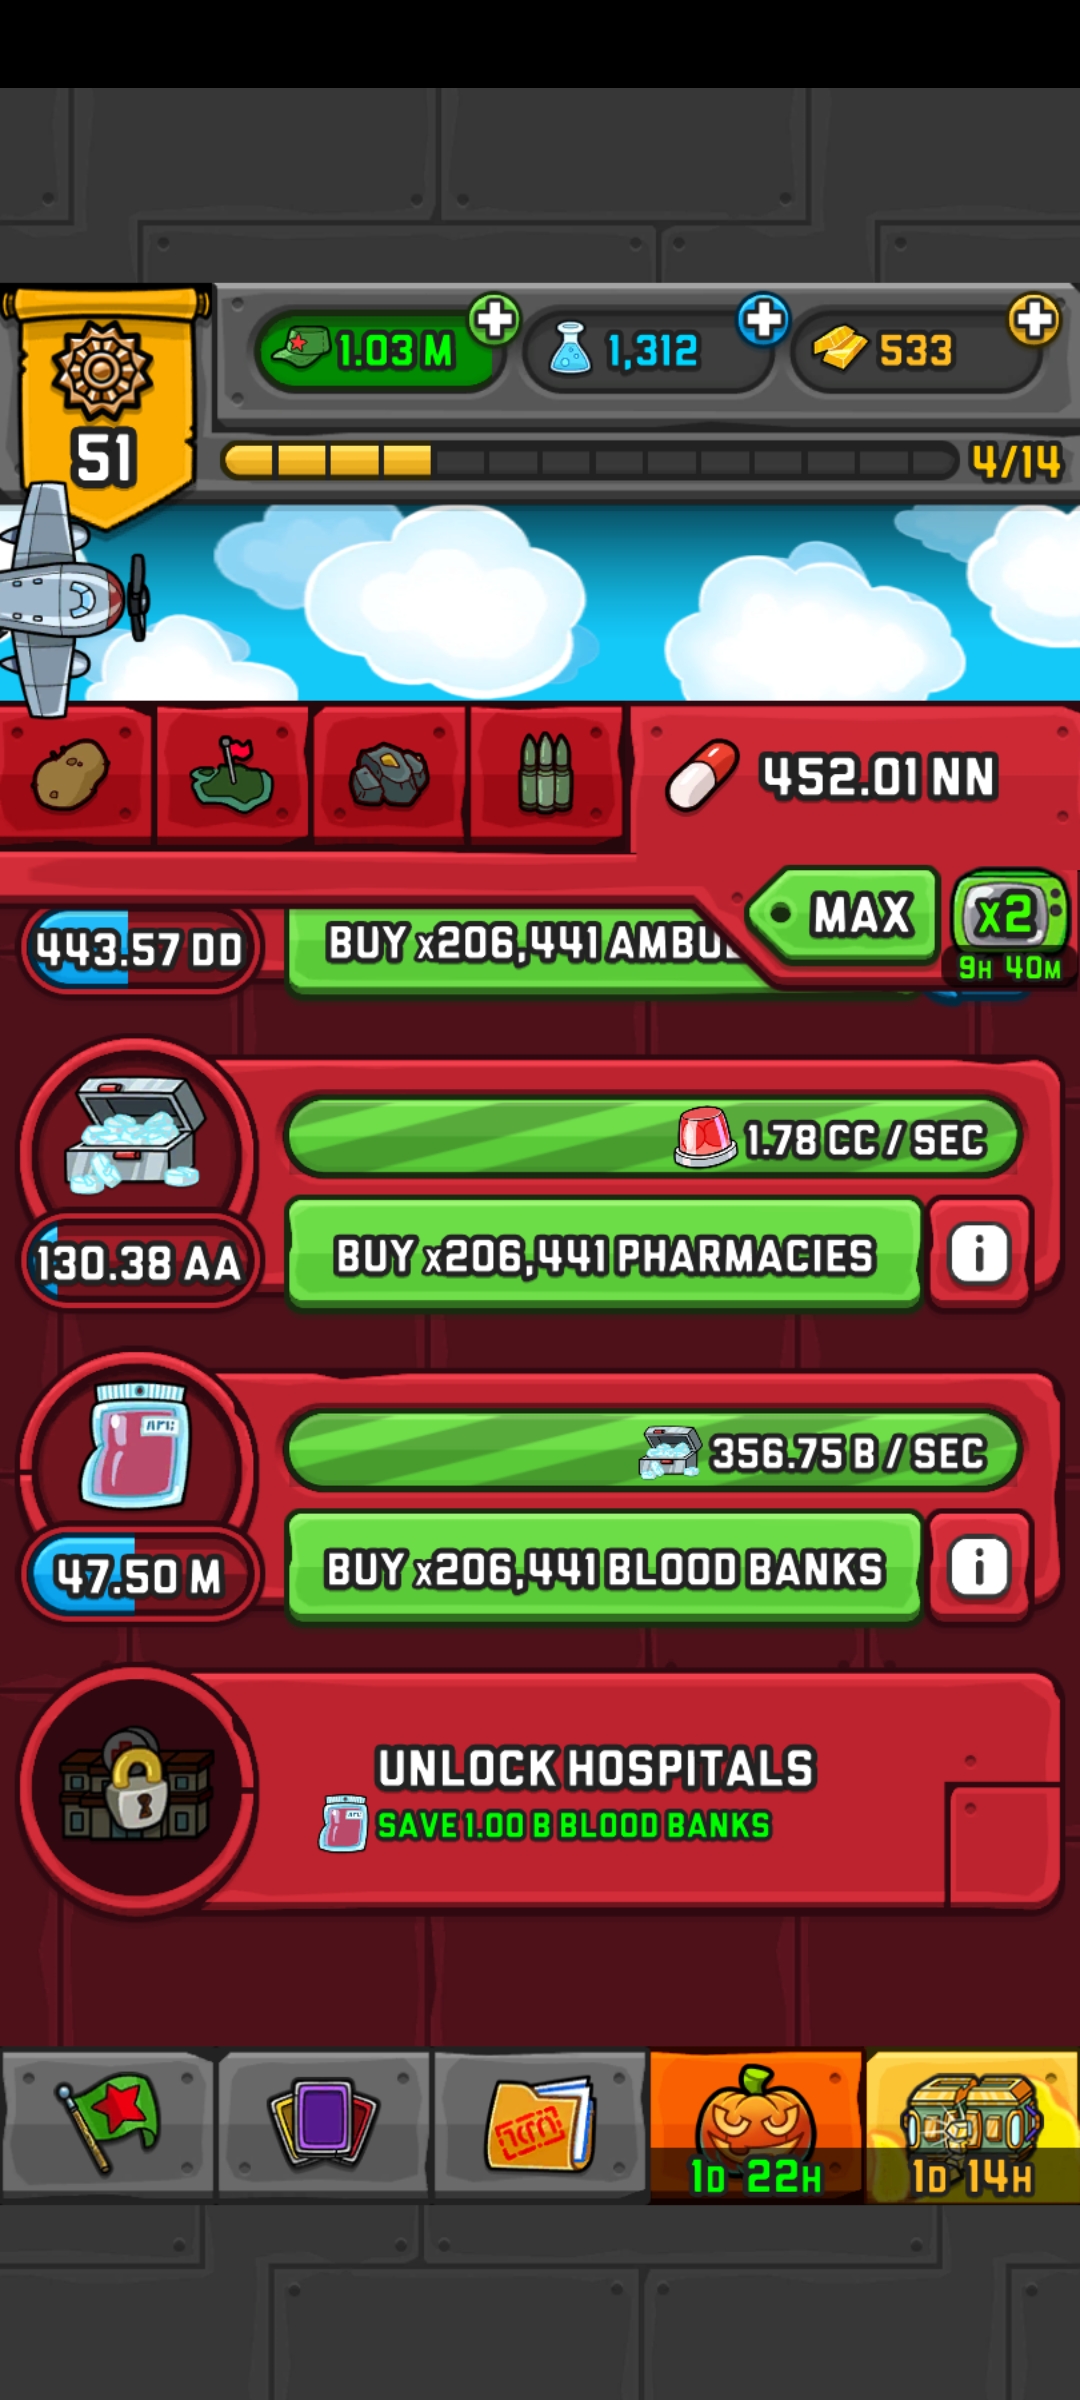 1.03 M
1,312
533
51
4/14
452.01 NN
MAX
x2
9H 40M
443.57 DD
BUY x206,441 AMBUL
1.78 CC / SEC
130.38 AA
BUY x206,441 PHARMACIES
i
356.75 B / SEC
47.50 M
BUY x206,441 BLOOD BANKS
i
UNLOCK HOSPITALS
SAVE 1.00 B BLOOD BANKS
1D 22H
1D 14H